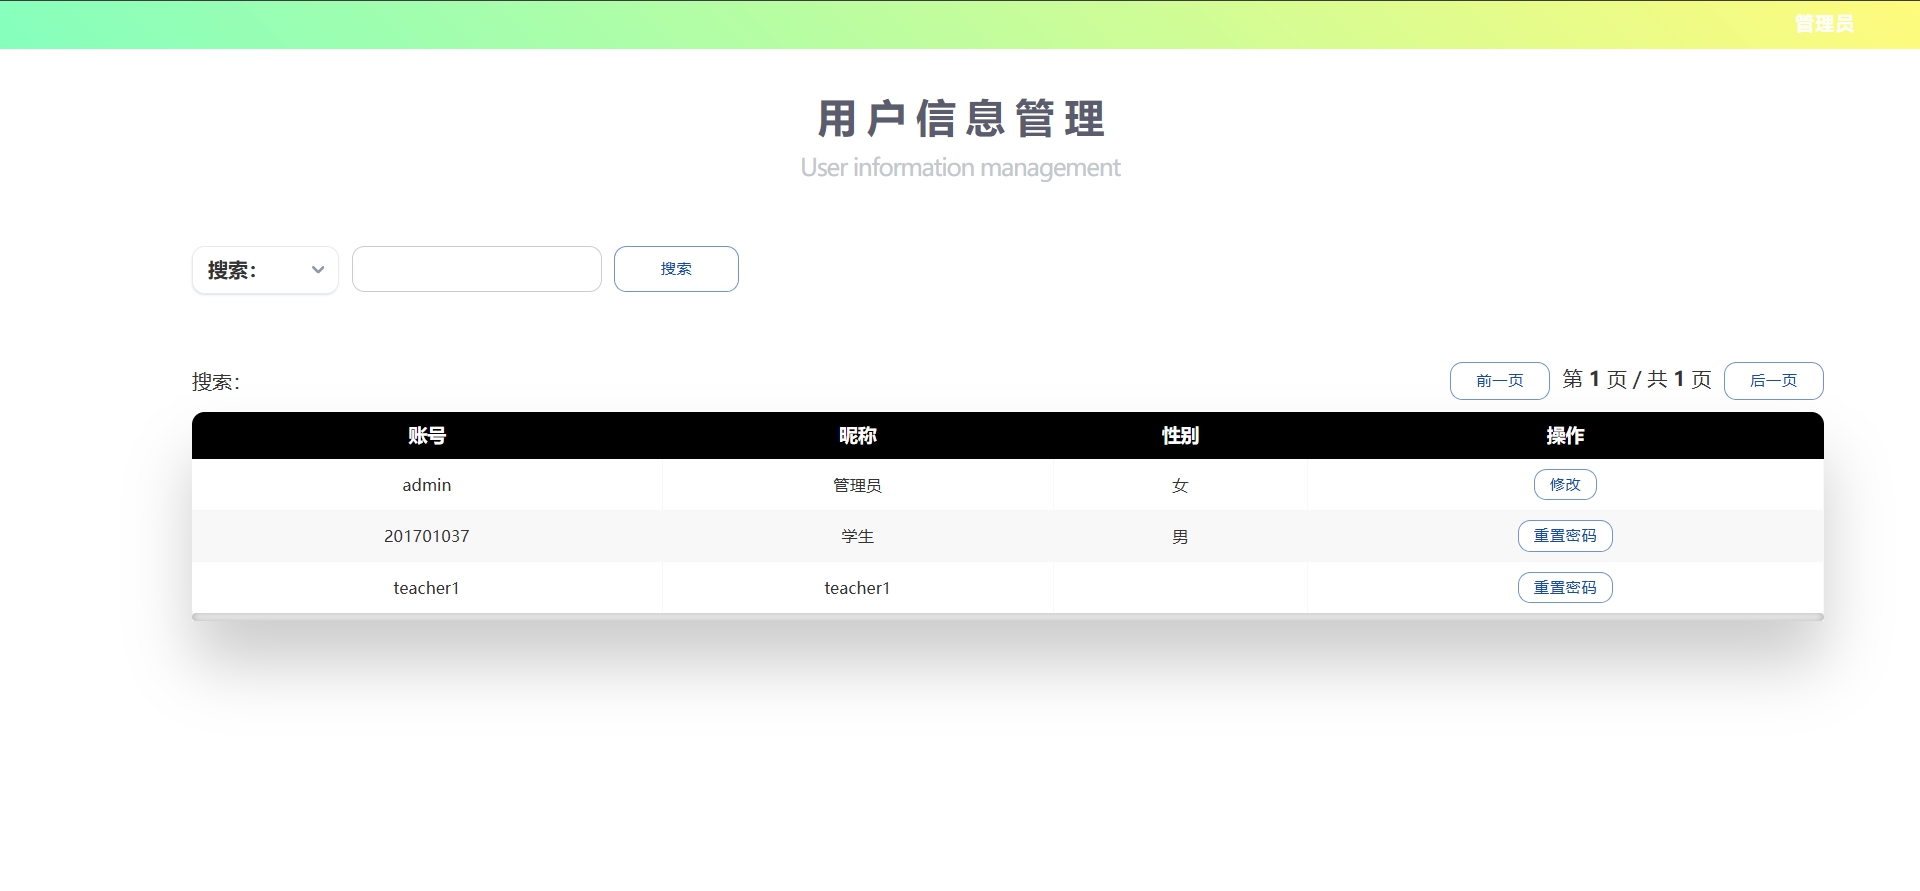 管理员
用户信息管理
User information management
搜索：
搜索
搜索：
前一页 第 1 页 / 共 1 页 后一页
账号 昵称 性别 操作
admin 管理员 女 修改
201701037 学生 男 重置密码
teacher1 teacher1 重置密码